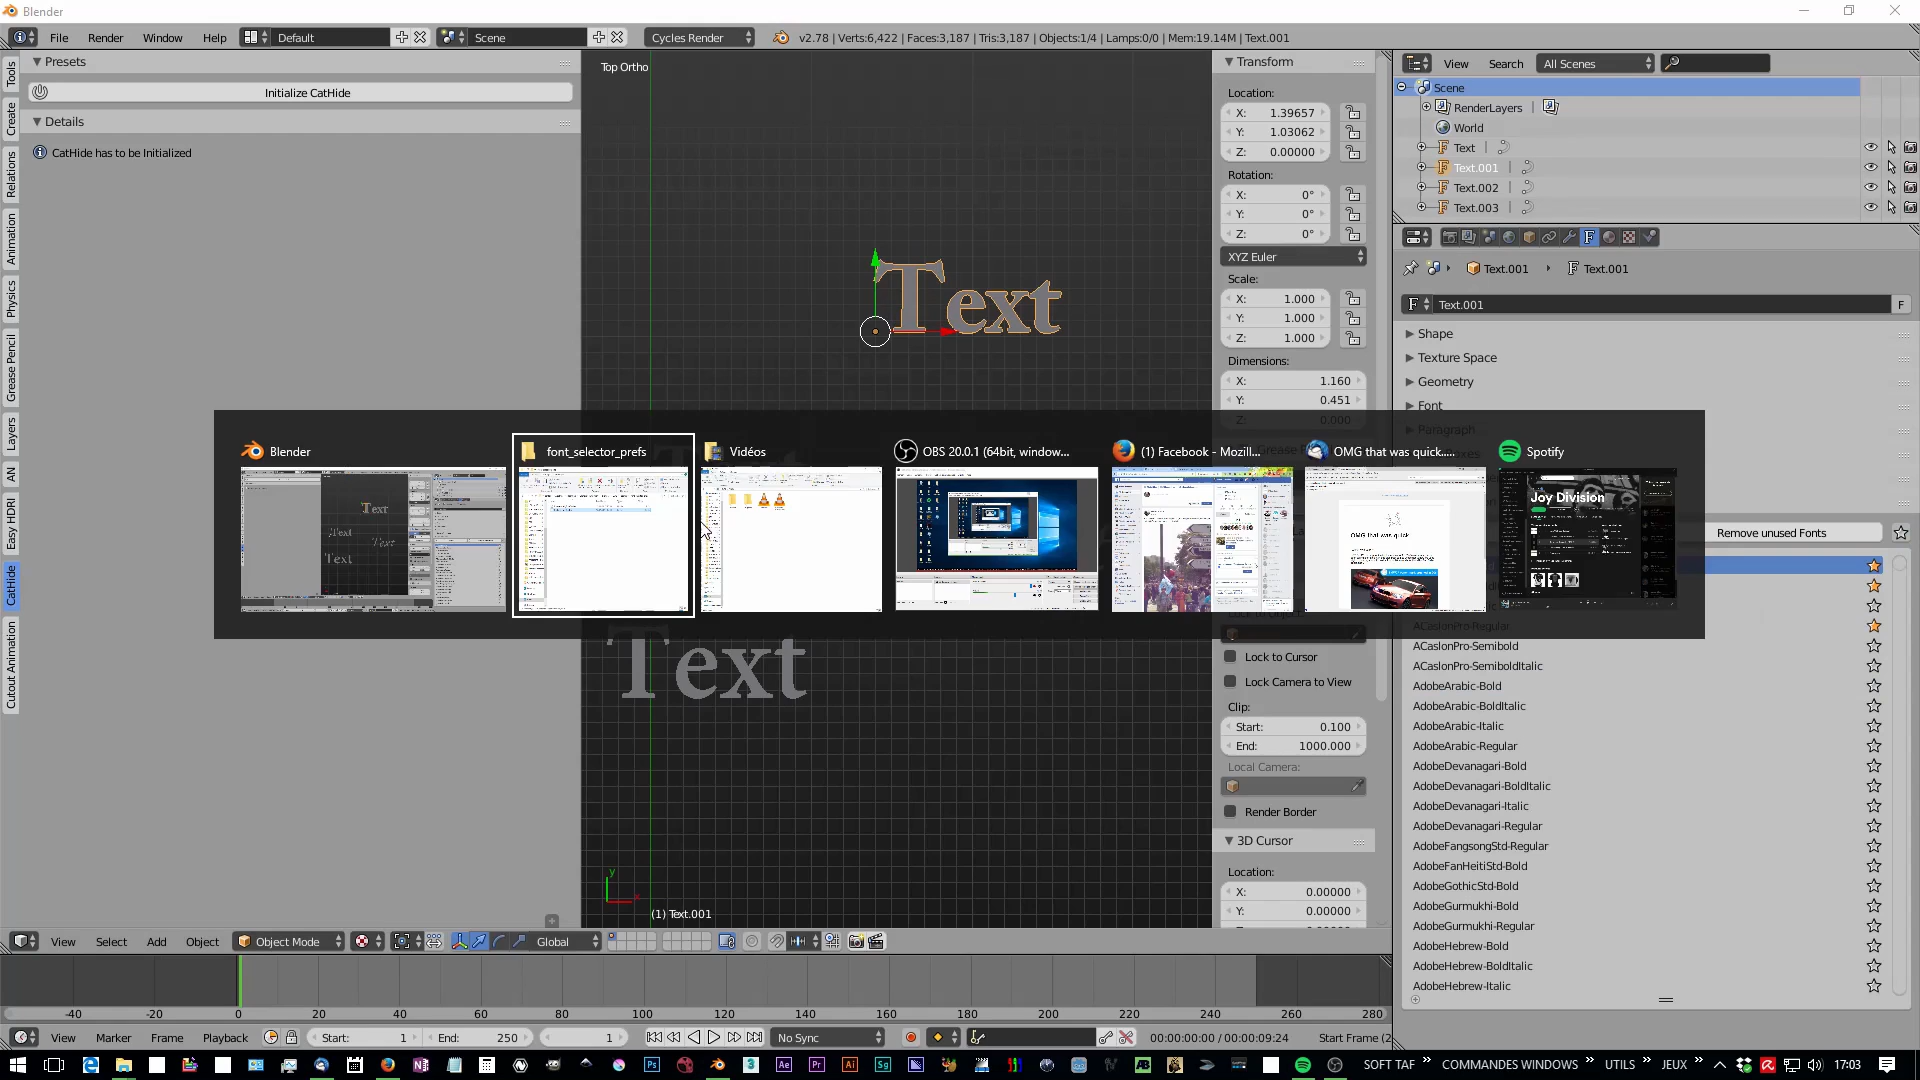 Blender
File Render Window Help Default Scene Cycles Render v2.78 | Verts:6,422 | Faces:3,187 | Tris:3,187 | Objects:1/4 | Lamps:0/0 | Mem:19.14M | Text.001
Presets
Initialize CatHide
Details
CatHide has to be Initialized
Tools
Create
Relations
Animation
Physics
Grease Pencil
Layers
AN
Easy HDRI
CatHide
Cutout Animation
Top Ortho
Text
Text
(1) Text.001
Transform
Location:
X: 1.39657
Y: 1.03062
Z: 0.00000
Rotation:
X: 0°
Y: 0°
Z: 0°
XYZ Euler
Scale:
X: 1.000
Y: 1.000
Z: 1.000
Dimensions:
X: 1.160
Y: 0.451
Z: 0.000
Lock to Cursor
Lock Camera to View
Clip:
Start: 0.100
End: 1000.000
Local Camera:
Render Border
3D Cursor
Location:
X: 0.00000
Y: 0.00000
View Search All Scenes
Scene
RenderLayers
World
Text
Text.001
Text.002
Text.003
Text.001 Text.001
Text.001 F
Shape
Texture Space
Geometry
Font
Paragraph
Remove unused Fonts
ACaslonPro-Regular
ACaslonPro-Semibold
ACaslonPro-SemiboldItalic
AdobeArabic-Bold
AdobeArabic-BoldItalic
AdobeArabic-Italic
AdobeArabic-Regular
AdobeDevanagari-Bold
AdobeDevanagari-BoldItalic
AdobeDevanagari-Italic
AdobeDevanagari-Regular
AdobeFangsongStd-Regular
AdobeFanHeitiStd-Bold
AdobeGothicStd-Bold
AdobeGurmukhi-Bold
AdobeGurmukhi-Regular
AdobeHebrew-Bold
AdobeHebrew-BoldItalic
AdobeHebrew-Italic
Blender
font_selector_prefs
Vidéos
OBS 20.0.1 (64bit, window...
(1) Facebook - Mozill...
OMG that was quick.....
Spotify
OMG that was quick
Joy Division
View Select Add Object Object Mode Global
-40 -20 0 20 40 60 80 100 120 140 160 180 200 220 240 260 280
View Marker Frame Playback Start: 1 End: 250 1 No Sync 00:00:00:00 / 00:00:09:24 Start Frame (2
SOFT TAF COMMANDES WINDOWS UTILS JEUX 17:03